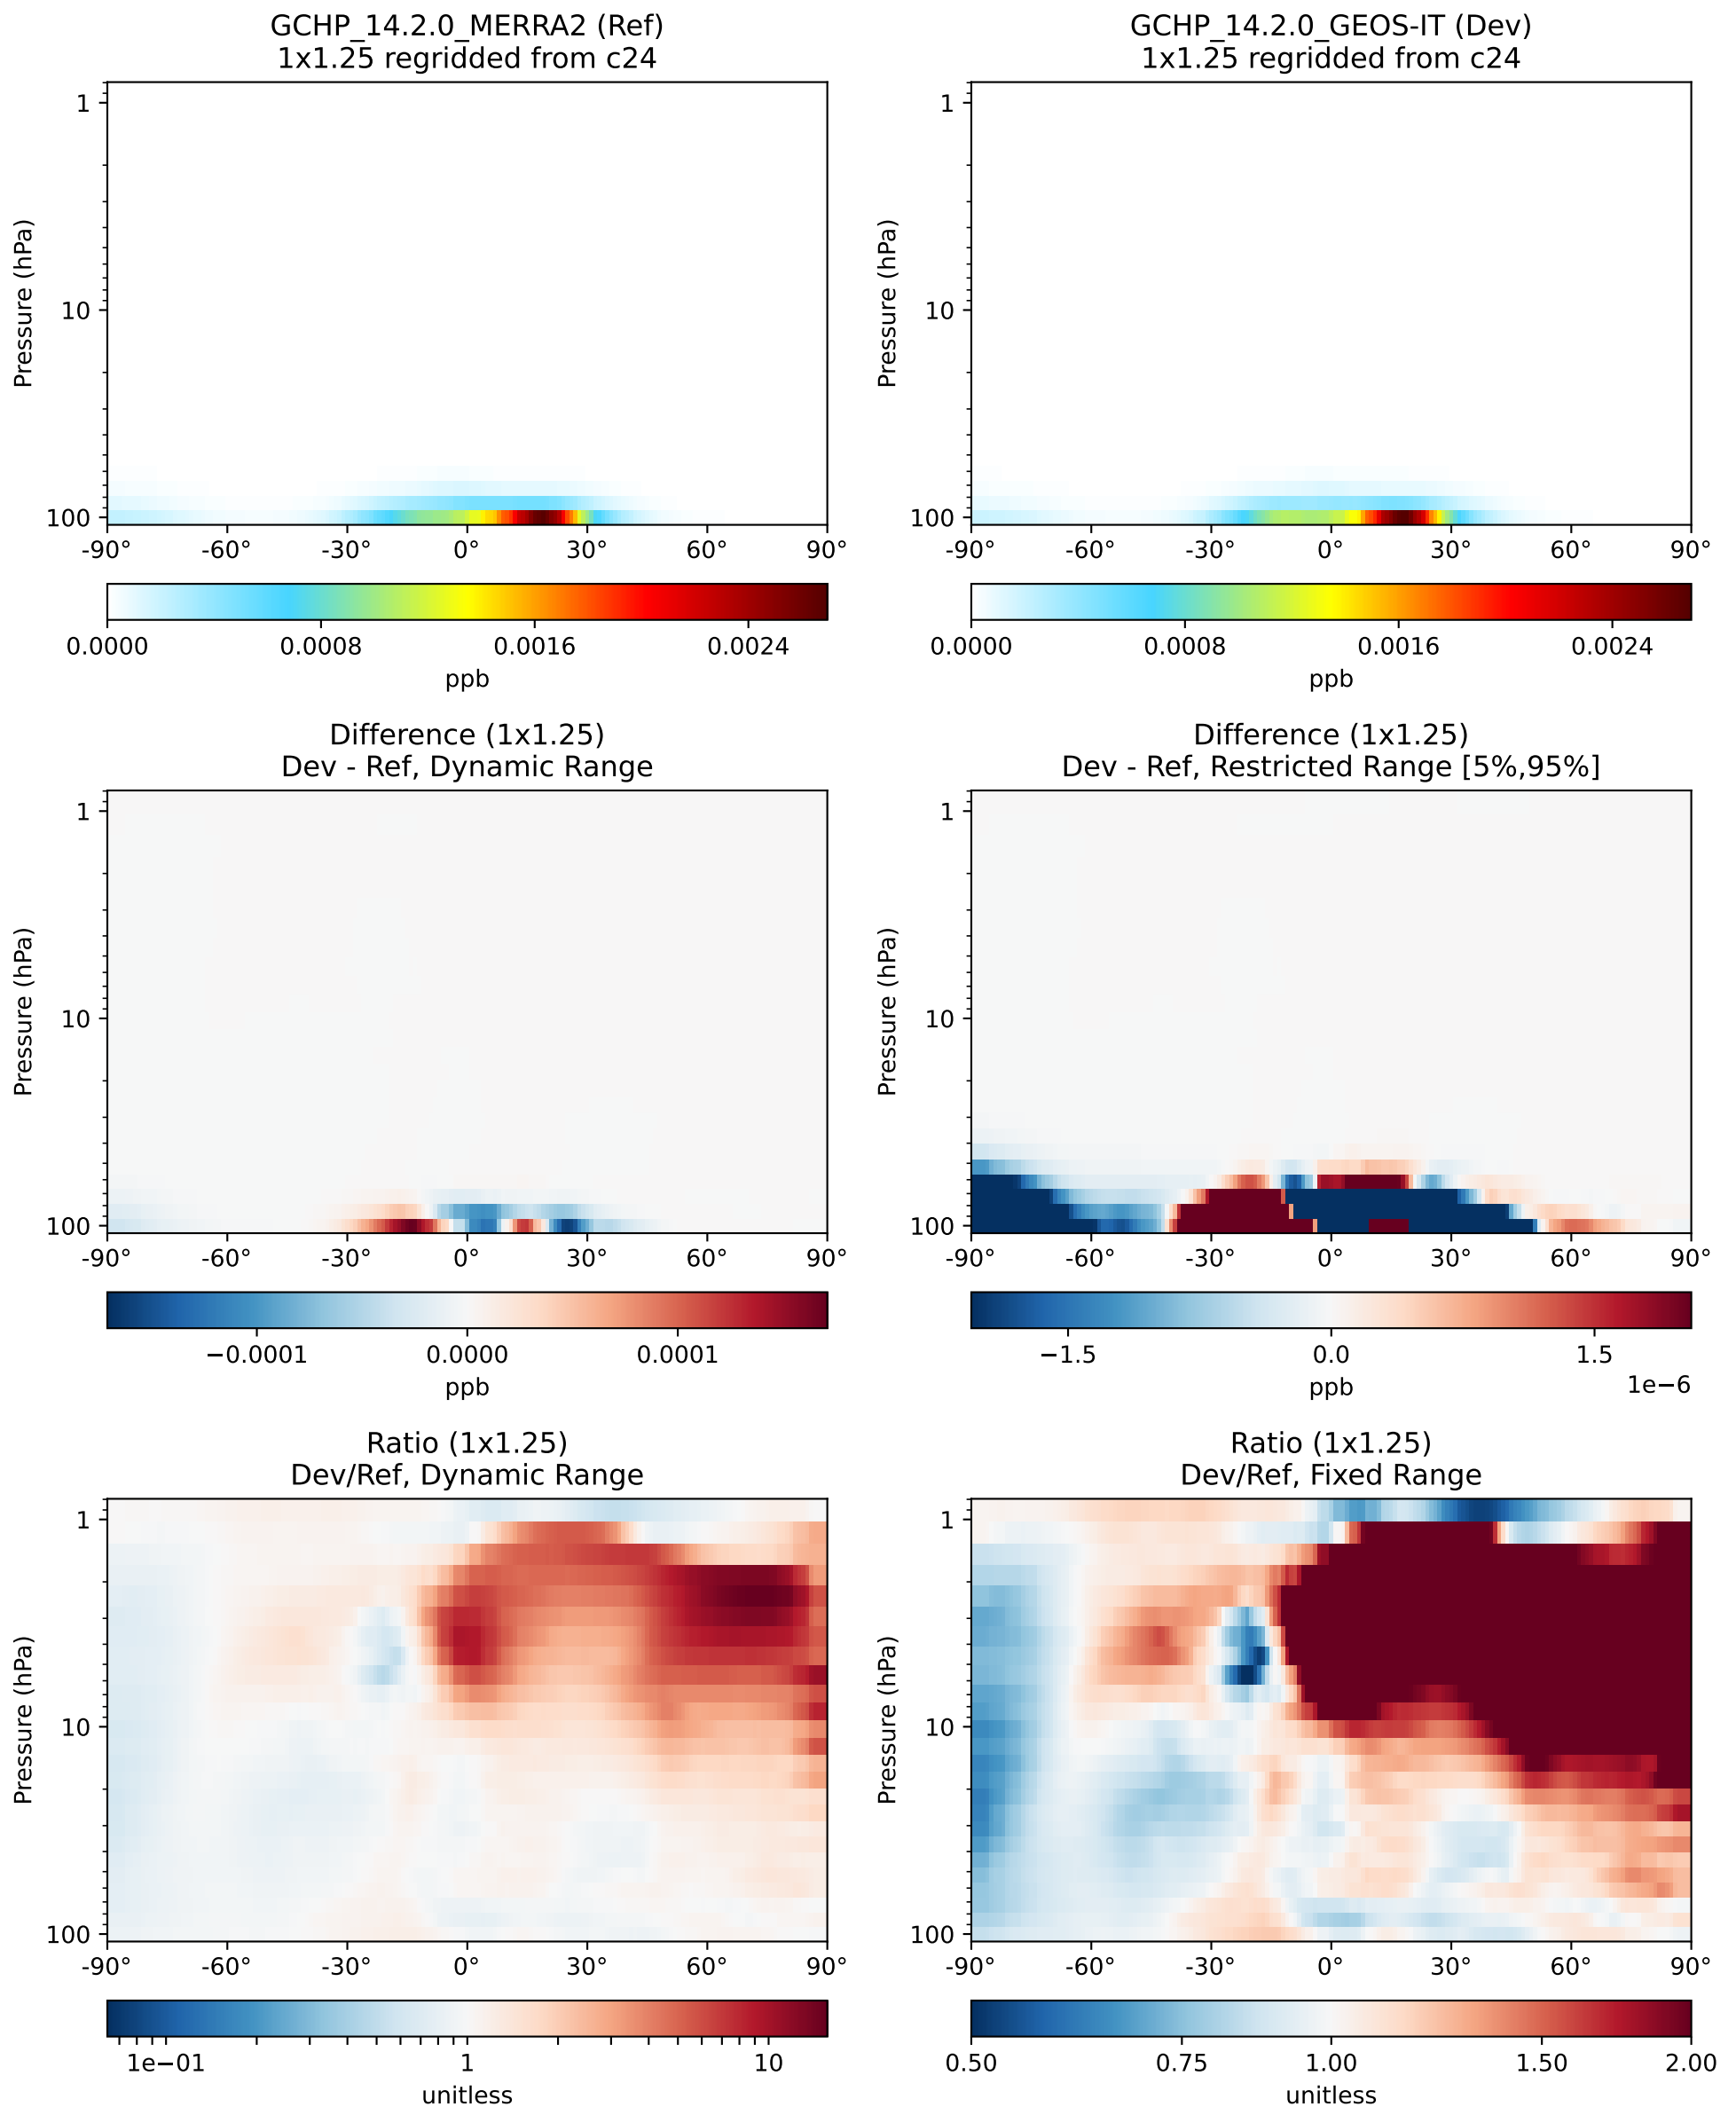 GCHP_14.2.0_MERRA2 (Ref)
1x1.25 regridded from c24
Pressure (hPa)
1
10
100
-90° -60° -30° 0° 30° 60° 90°
0.0000 0.0008 0.0016 0.0024
ppb
GCHP_14.2.0_GEOS-IT (Dev)
1x1.25 regridded from c24
Pressure (hPa)
1
10
100
-90° -60° -30° 0° 30° 60° 90°
0.0000 0.0008 0.0016 0.0024
ppb
Difference (1x1.25)
Dev - Ref, Dynamic Range
Pressure (hPa)
1
10
100
-90° -60° -30° 0° 30° 60° 90°
−0.0001 0.0000 0.0001
ppb
Difference (1x1.25)
Dev - Ref, Restricted Range [5%,95%]
Pressure (hPa)
1
10
100
-90° -60° -30° 0° 30° 60° 90°
−1.5 0.0 1.5
ppb
1e−6
Ratio (1x1.25)
Dev/Ref, Dynamic Range
Pressure (hPa)
1
10
100
-90° -60° -30° 0° 30° 60° 90°
1e−01 1 10
unitless
Ratio (1x1.25)
Dev/Ref, Fixed Range
Pressure (hPa)
1
10
100
-90° -60° -30° 0° 30° 60° 90°
0.50 0.75 1.00 1.50 2.00
unitless